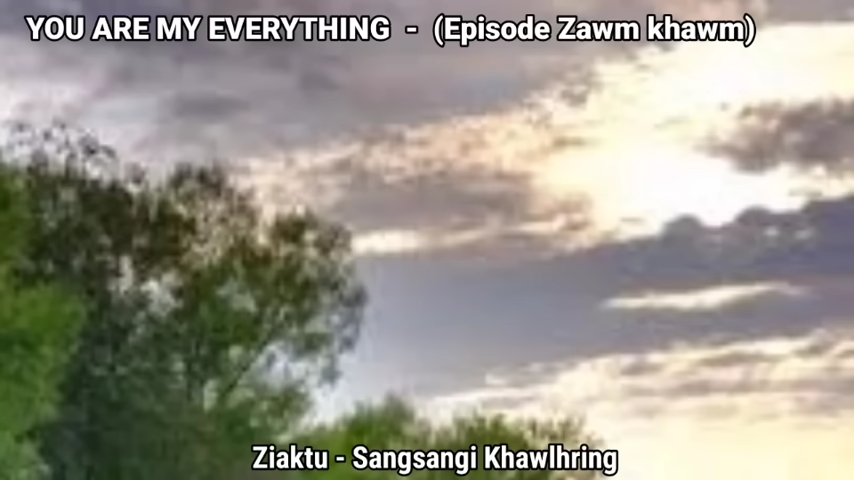 YOU ARE MY EVERYTHING - (Episode Zawm khawm)
Ziaktu - Sangsangi Khawlhring